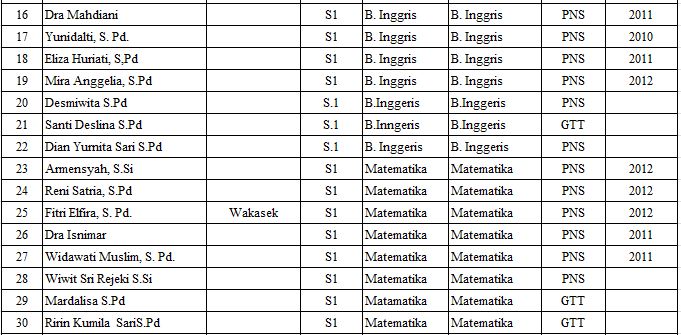 16 Dra Mahdiani S1 B. Inggris B. Inggris PNS 2011
17 Yunidalti, S. Pd. S1 B. Inggris B. Inggris PNS 2010
18 Eliza Huriati, S,Pd S1 B. Inggris B. Inggris PNS 2011
19 Mira Anggelia, S.Pd S1 B. Inggris B. Inggris PNS 2012
20 Desmiwita S.Pd S.1 B.Inggeris B.Inggeris PNS
21 Santi Deslina S.Pd S.1 B.Inngeris B.Inggeris GTT
22 Dian Yurnita Sari S.Pd S.1 B. Inggeris B. Inggeris PNS
23 Armensyah, S.Si S1 Matematika Matematika PNS 2012
24 Reni Satria, S.Pd S1 Matematika Matematika PNS 2012
25 Fitri Elfira, S. Pd. Wakasek S1 Matematika Matematika PNS 2012
26 Dra Isnimar S1 Matematika Matematika PNS 2011
27 Widawati Muslim, S. Pd. S1 Matematika Matematika PNS 2011
28 Wiwit Sri Rejeki S.Si S1 Matematika Matematika PNS
29 Mardalisa S.Pd S1 Matamatika Matematika GTT
30 Ririn Kumila SariS.Pd S1 Matematika Matematika GTT